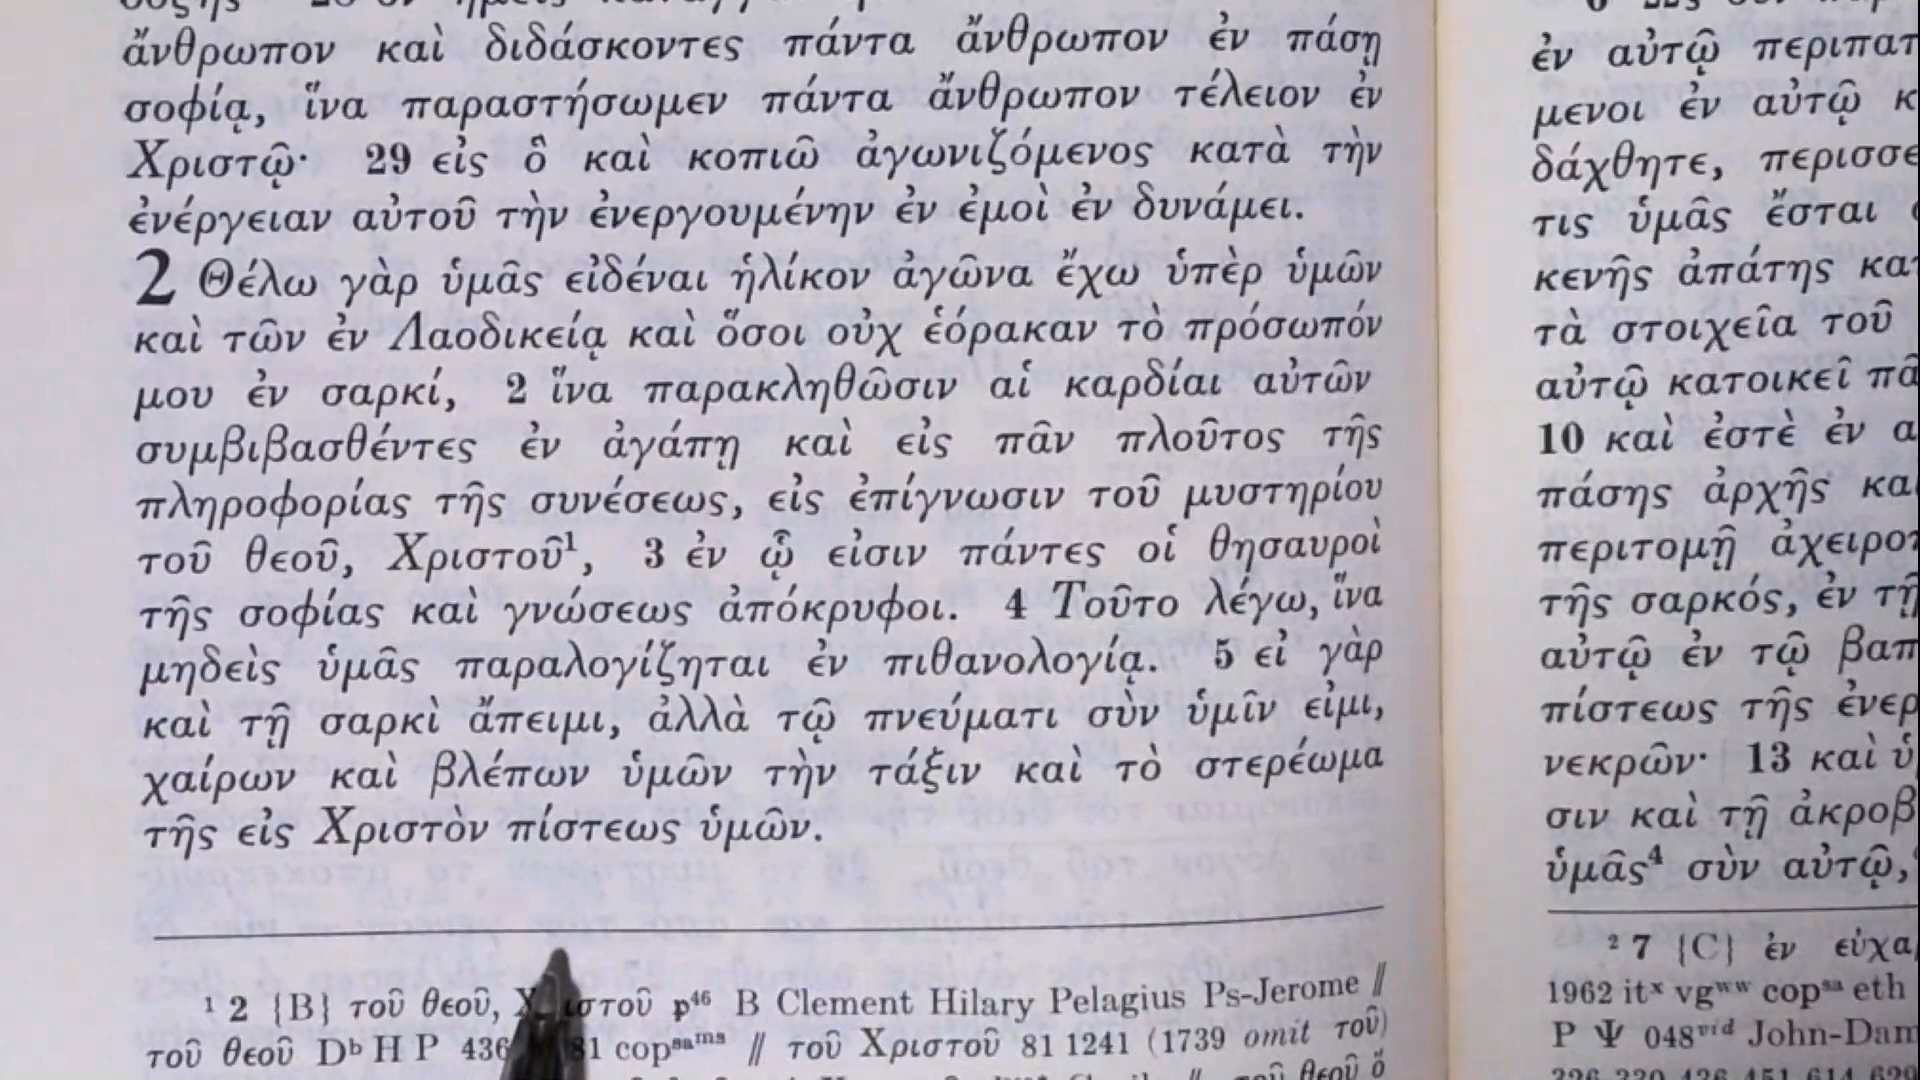 ἄνθρωπον καὶ διδάσκοντες πάντα ἄνθρωπον ἐν πάσῃ
σοφίᾳ, ἵνα παραστήσωμεν πάντα ἄνθρωπον τέλειον ἐν
Χριστῷ· 29 εἰς ὃ καὶ κοπιῶ ἀγωνιζόμενος κατὰ τὴν
ἐνέργειαν αὐτοῦ τὴν ἐνεργουμένην ἐν ἐμοὶ ἐν δυνάμει.
2 Θέλω γὰρ ὑμᾶς εἰδέναι ἡλίκον ἀγῶνα ἔχω ὑπὲρ ὑμῶν
καὶ τῶν ἐν Λαοδικείᾳ καὶ ὅσοι οὐχ ἑόρακαν τὸ πρόσωπόν
μου ἐν σαρκί, 2 ἵνα παρακληθῶσιν αἱ καρδίαι αὐτῶν
συμβιβασθέντες ἐν ἀγάπῃ καὶ εἰς πᾶν πλοῦτος τῆς
πληροφορίας τῆς συνέσεως, εἰς ἐπίγνωσιν τοῦ μυστηρίου
τοῦ θεοῦ, Χριστοῦ¹, 3 ἐν ᾧ εἰσιν πάντες οἱ θησαυροὶ
τῆς σοφίας καὶ γνώσεως ἀπόκρυφοι. 4 Τοῦτο λέγω, ἵνα
μηδεὶς ὑμᾶς παραλογίζηται ἐν πιθανολογίᾳ. 5 εἰ γὰρ
καὶ τῇ σαρκὶ ἄπειμι, ἀλλὰ τῷ πνεύματι σὺν ὑμῖν εἰμι,
χαίρων καὶ βλέπων ὑμῶν τὴν τάξιν καὶ τὸ στερέωμα
τῆς εἰς Χριστὸν πίστεως ὑμῶν.
¹ 2 {B} τοῦ θεοῦ, p⁴⁶ B Clement Hilary Pelagius Ps-Jerome //
τοῦ θεοῦ Dᵇ H P 436 81 copˢᵃᵐˢ // τοῦ Χριστοῦ 81 1241 (1739 omit τοῦ)
τοῦ θεοῦ ὅ
ἐν αὐτῷ περιπατ
μενοι ἐν αὐτῷ κ
δάχθητε, περισσε
τις ὑμᾶς ἔσται
κενῆς ἀπάτης κα
τὰ στοιχεῖα τοῦ
αὐτῷ κατοικεῖ πᾶ
10 καὶ ἐστὲ ἐν α
πάσης ἀρχῆς κα
περιτομῇ ἀχειρο
τῆς σαρκός, ἐν τῇ
αὐτῷ ἐν τῷ βαπ
πίστεως τῆς ἐνερ
νεκρῶν· 13 καὶ ὑ
σιν καὶ τῇ ἀκροβ
ὑμᾶς⁴ σὺν αὐτῷ,
² 7 {C} ἐν εὐχα
1962 itˣ vgʷʷ copˢᵃ eth
P Ψ 048ᵛⁱᵈ John-Dam